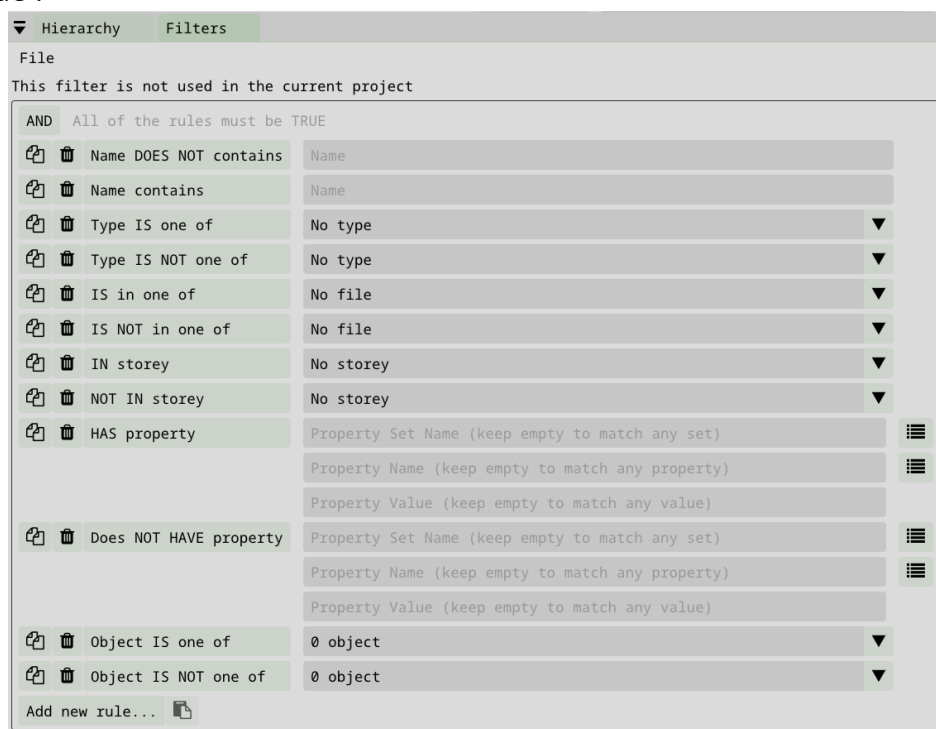 Hierarchy Filters
File
This filter is not used in the current project
AND All of the rules must be TRUE
Name DOES NOT contains Name
Name contains Name
Type IS one of No type
Type IS NOT one of No type
IS in one of No file
IS NOT in one of No file
IN storey No storey
NOT IN storey No storey
HAS property Property Set Name (keep empty to match any set)
Property Name (keep empty to match any property)
Property Value (keep empty to match any value)
Does NOT HAVE property Property Set Name (keep empty to match any set)
Property Name (keep empty to match any property)
Property Value (keep empty to match any value)
Object IS one of 0 object
Object IS NOT one of 0 object
Add new rule...